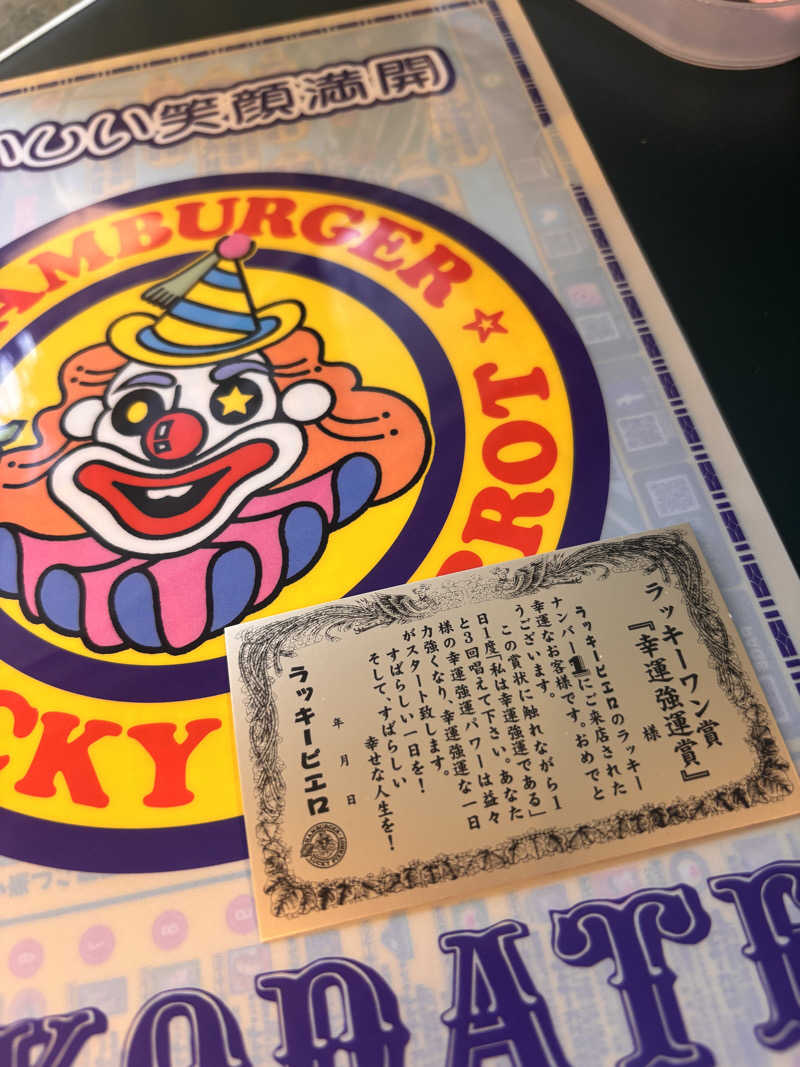 いしい笑顔満開
AMBURGER
PROT
CKY
ラッキーワン賞
『幸運強運賞』
様
ラッキーピエロのラッキー
ナンバー1にご来店された
幸運なお客様です。おめでと
うございます。
この賞状に触れながら1
日1度「私は幸運強運である」
と3回唱えて下さい。あなた
様の幸運強運パワーは益々
力強くなり、幸運強運な一日
がスタート致します。
すばらしい一日を！
そして、すばらしい
幸せな人生を！
年 月 日
ラッキーピエロ
KODATE